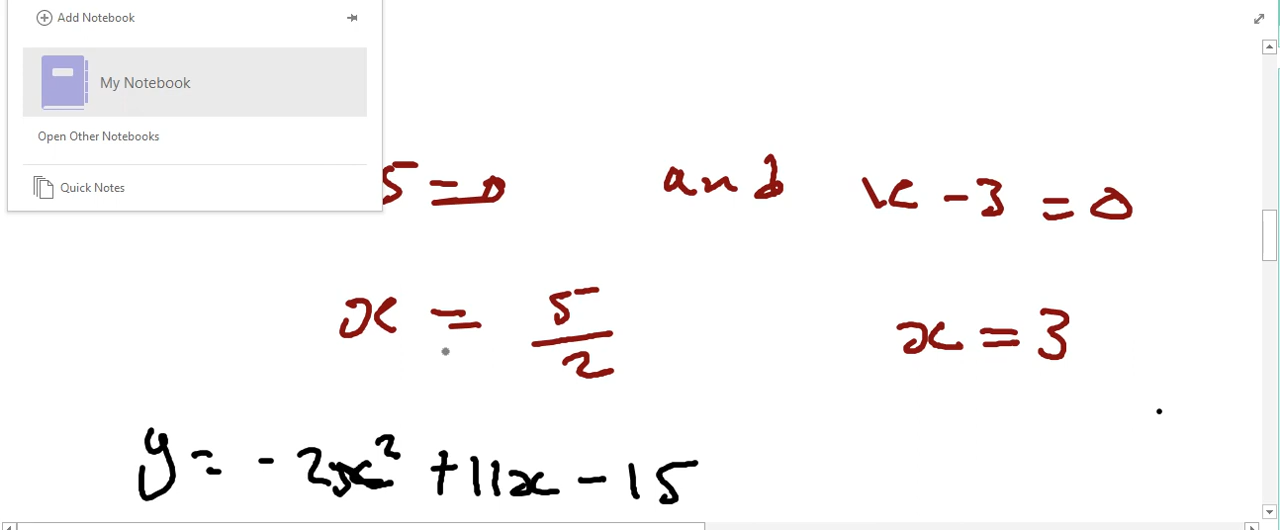 Add Notebook
My Notebook
Open Other Notebooks
Quick Notes
5 = 0 and x - 3 = 0
x = 5/2 x = 3
y = - 2x² + 11x - 15